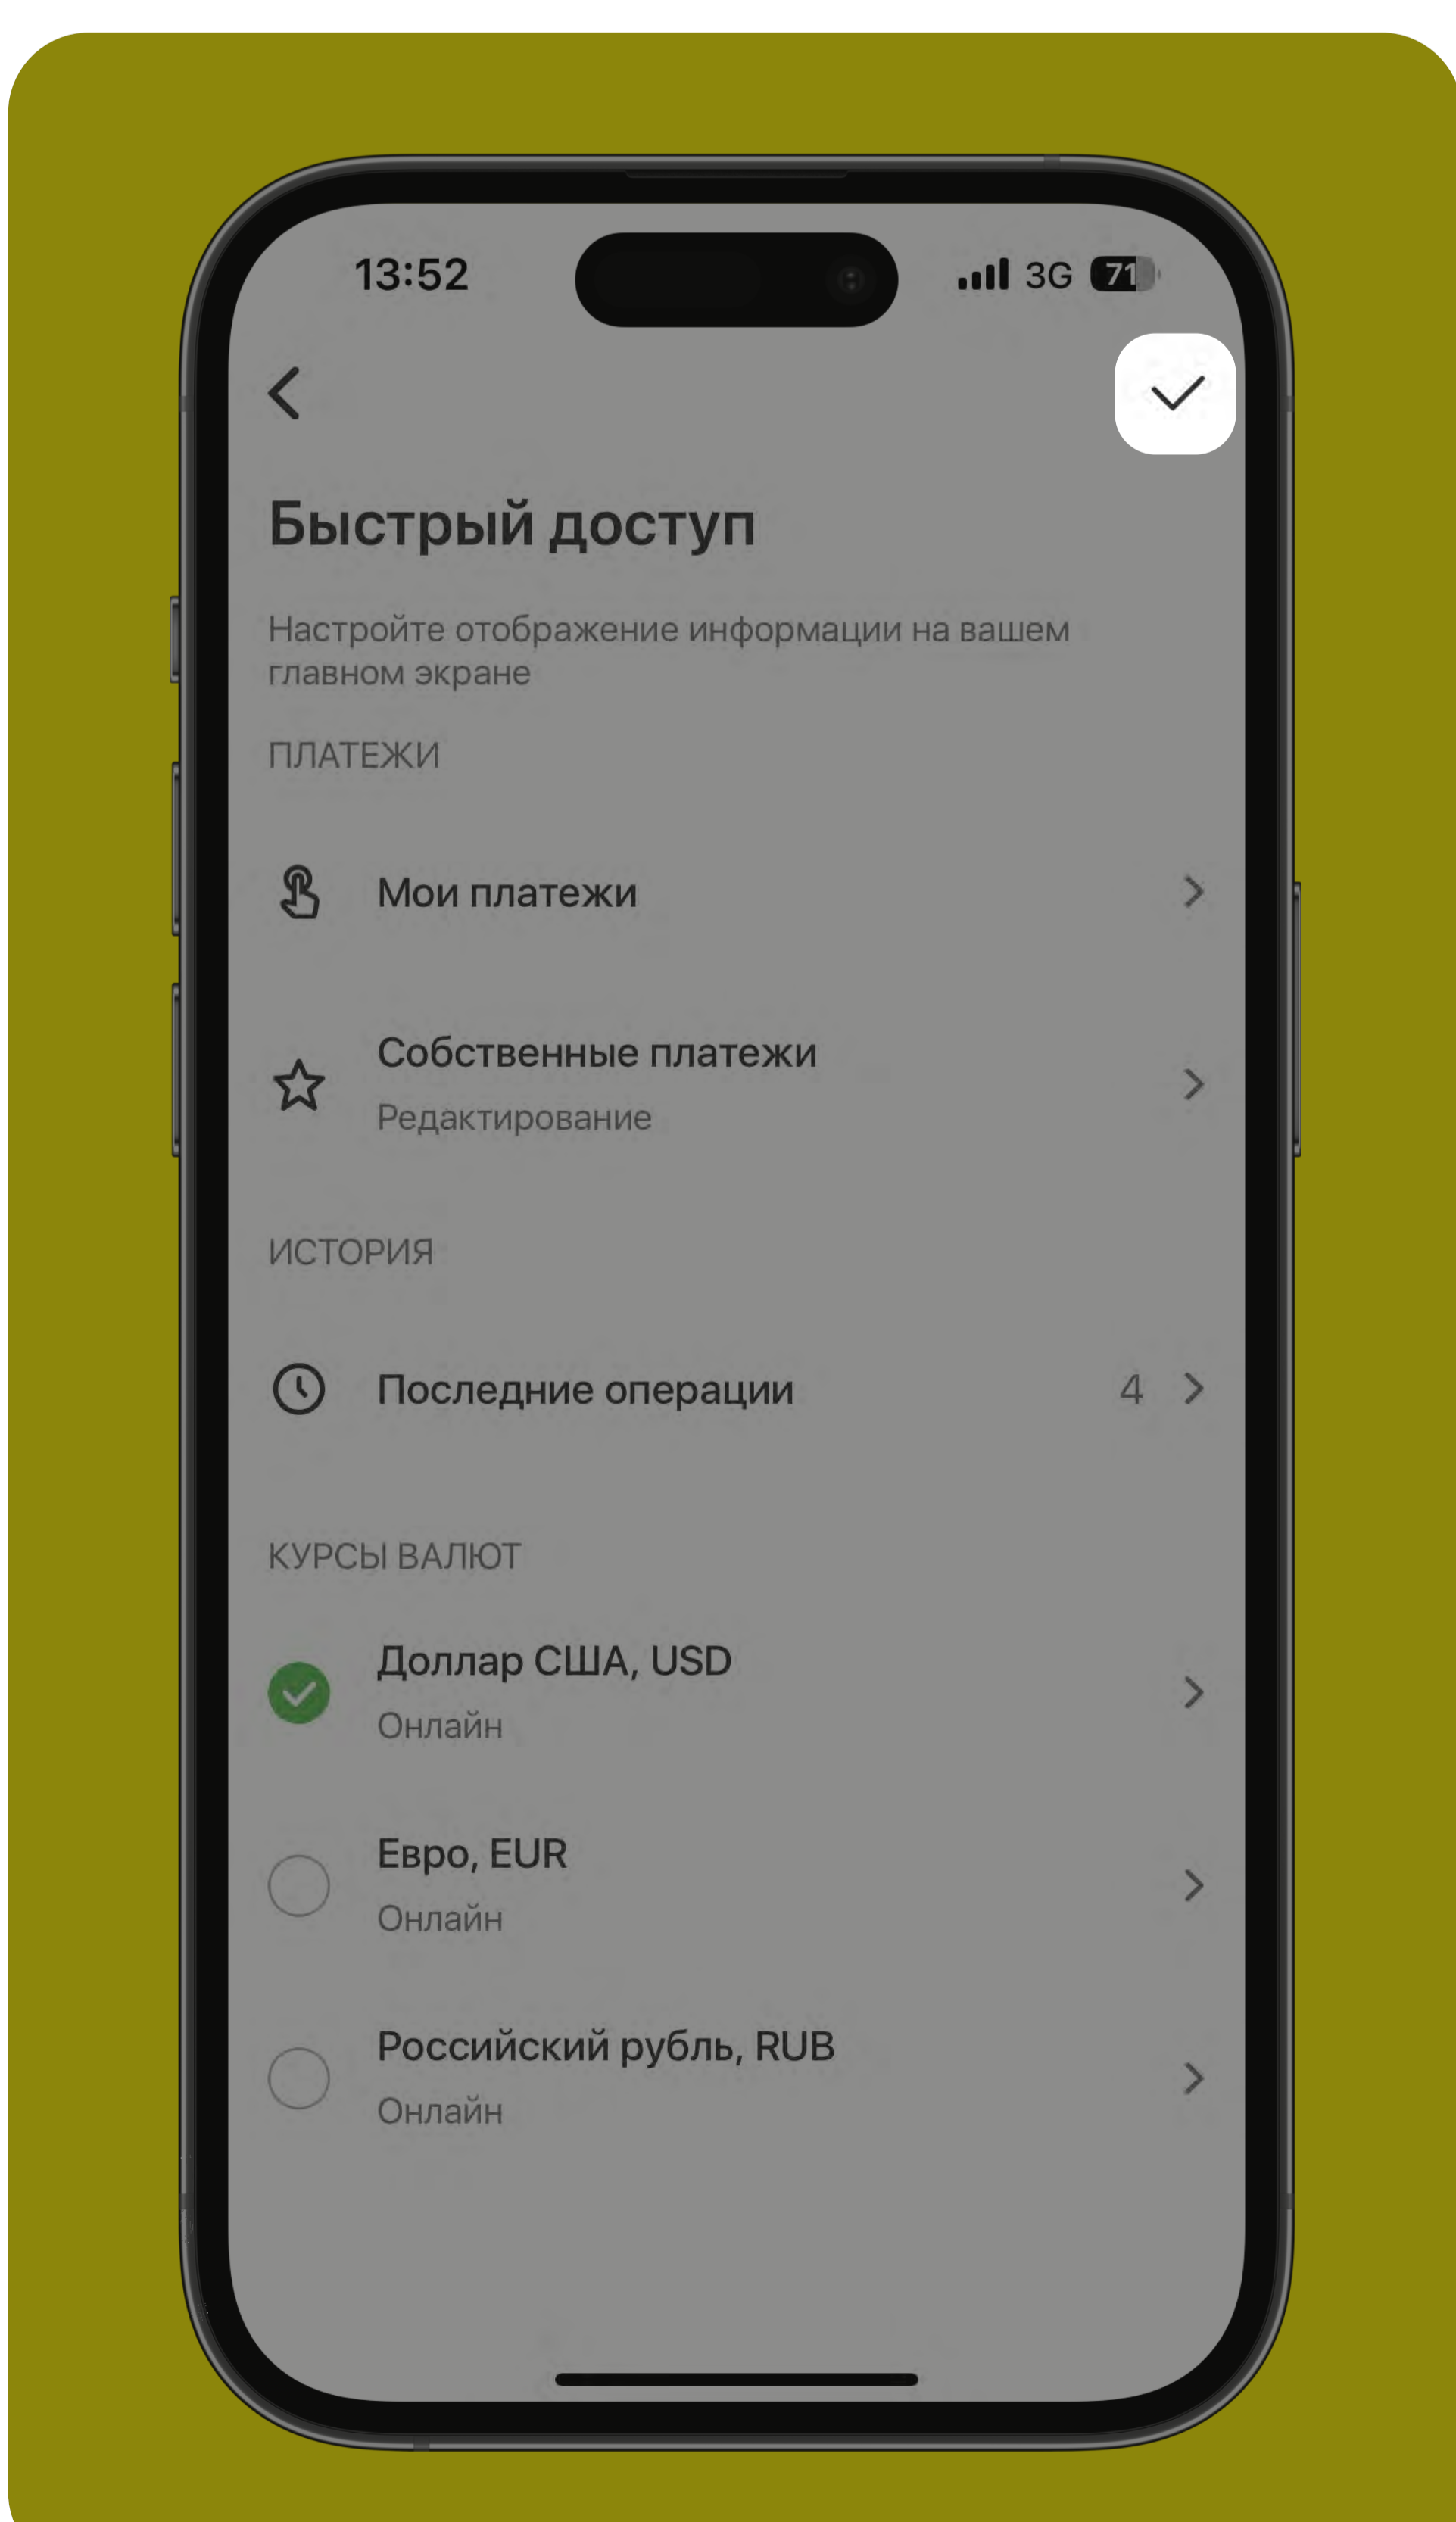 13:52 3G 71
Быстрый доступ
Настройте отображение информации на вашем
главном экране
ПЛАТЕЖИ
Мои платежи
Собственные платежи
Редактирование
ИСТОРИЯ
Последние операции 4
КУРСЫ ВАЛЮТ
Доллар США, USD
Онлайн
Евро, EUR
Онлайн
Российский рубль, RUB
Онлайн